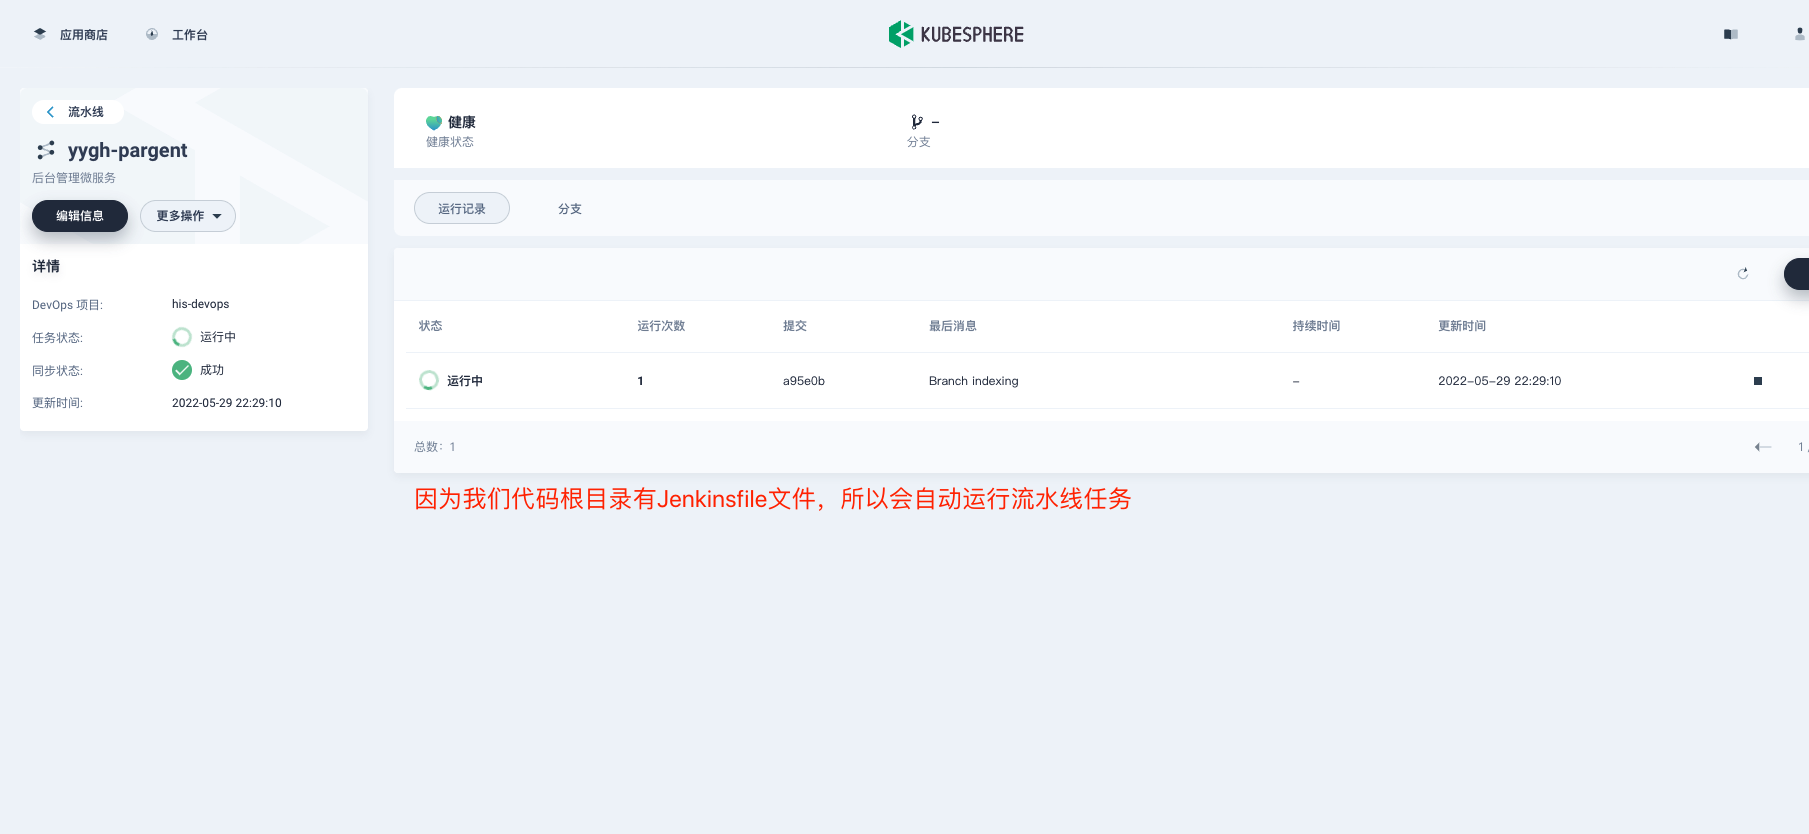 应用商店
工作台
KUBESPHERE
流水线
yygh-pargent
后台管理微服务
编辑信息
更多操作
详情
DevOps 项目:
his-devops
任务状态:
运行中
同步状态:
成功
更新时间:
2022-05-29 22:29:10
健康
健康状态
–
分支
运行记录
分支
状态
运行次数
提交
最后消息
持续时间
更新时间
运行中
1
a95e0b
Branch indexing
–
2022-05-29 22:29:10
总数：1
1 /
因为我们代码根目录有Jenkinsfile文件，所以会自动运行流水线任务